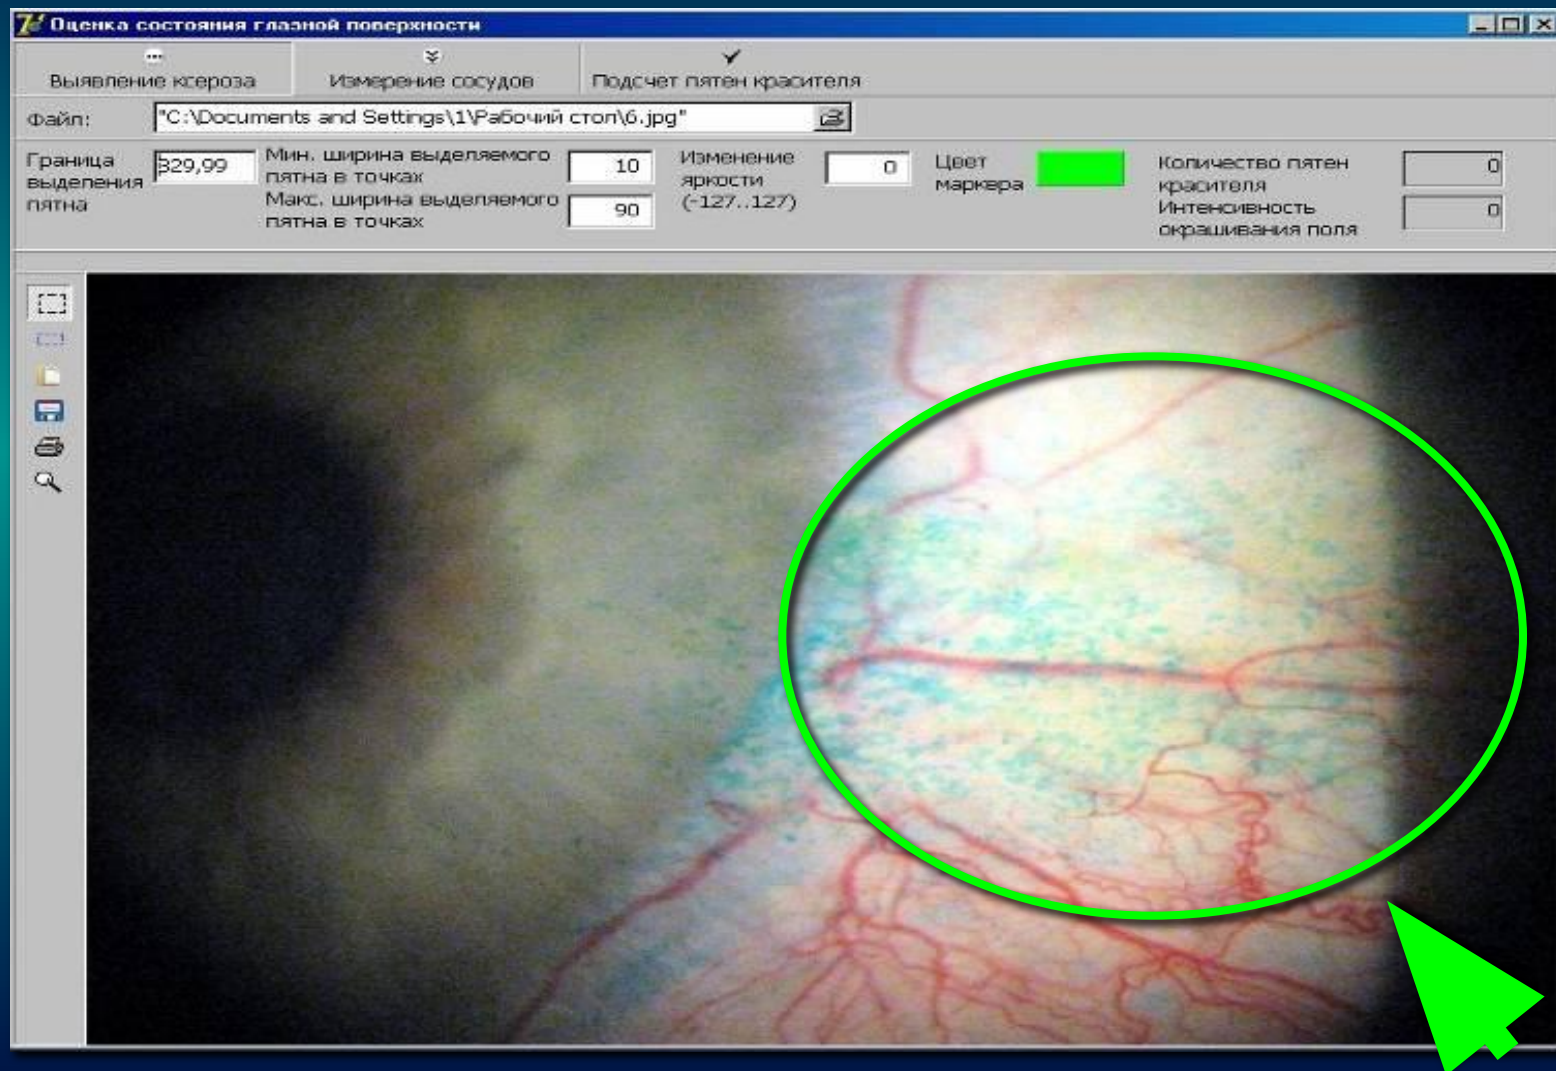 Оценка состояния глазной поверхности
Выявление ксероза
Измерение сосудов
Подсчет пятен красителя
Файл:
"C:\Documents and Settings\1\Рабочий стол\6.jpg"
Граница
выделения
пятна
329,99
Мин. ширина выделяемого
пятна в точках
10
Макс. ширина выделяемого
пятна в точках
90
Изменение
яркости
(-127..127)
0
Цвет
маркера
Количество пятен
красителя
0
Интенсивность
окрашивания поля
0